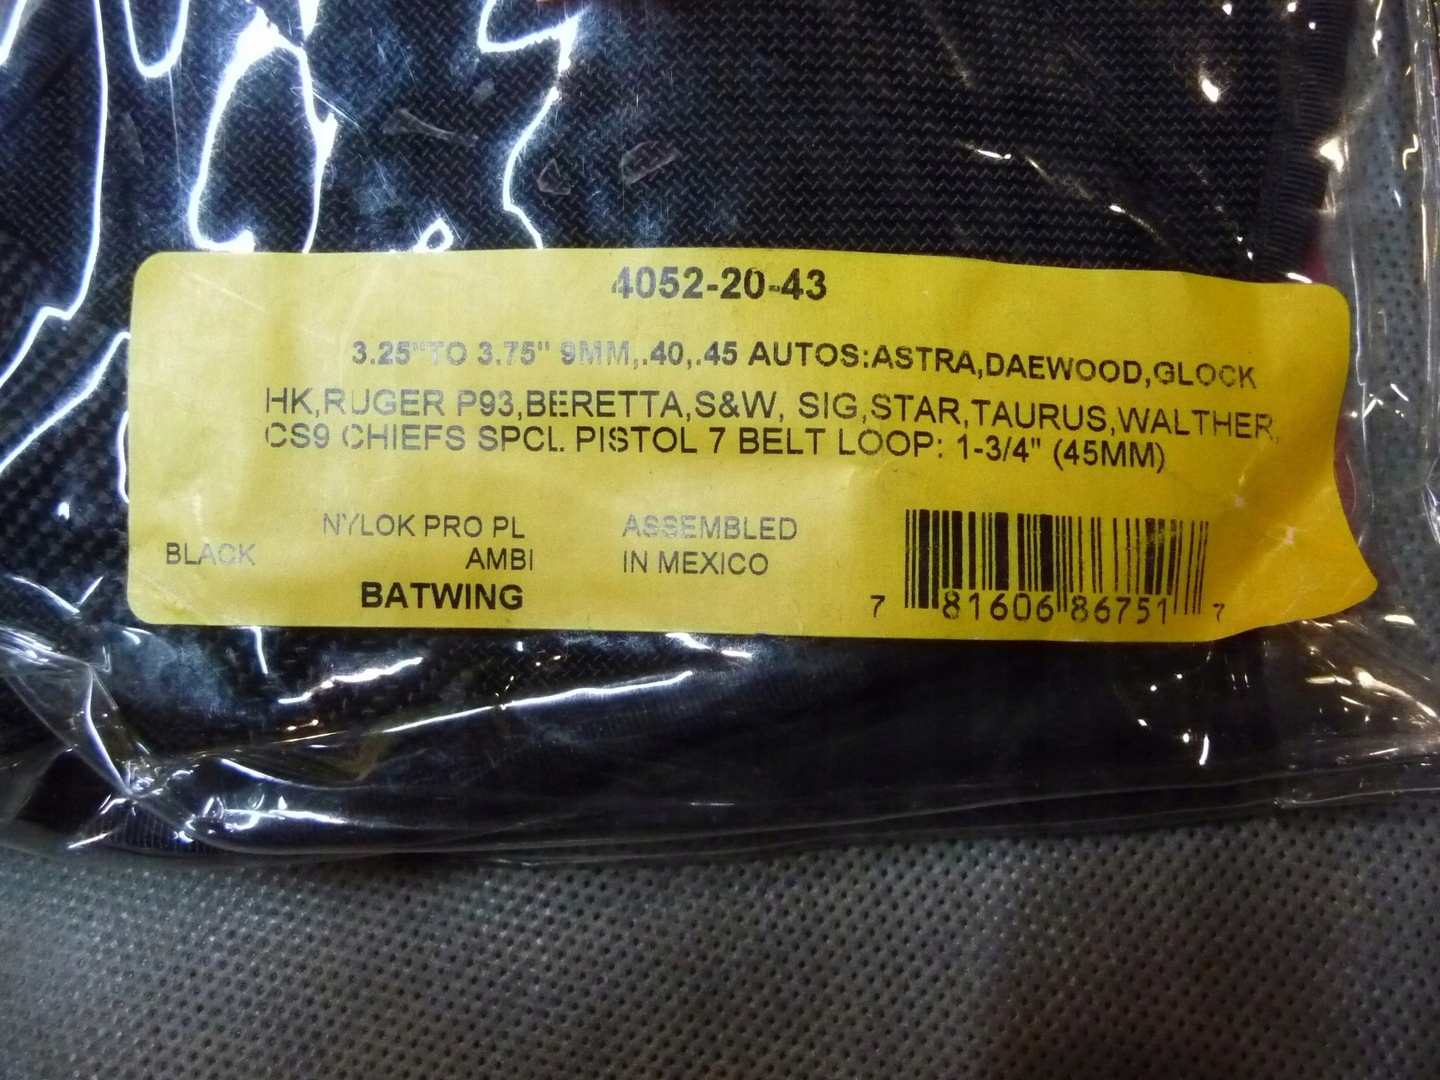 4052-20-43
3.25"TO 3.75" 9MM,.40,.45 AUTOS:ASTRA,DAEWOOD,GLOCK
HK,RUGER P93,BERETTA,S&W, SIG,STAR,TAURUS,WALTHER,
CS9 CHIEFS SPCL. PISTOL 7 BELT LOOP: 1-3/4" (45MM)
NYLOK PRO PL
BLACK AMBI
BATWING
ASSEMBLED
IN MEXICO
7 81606 86751 7